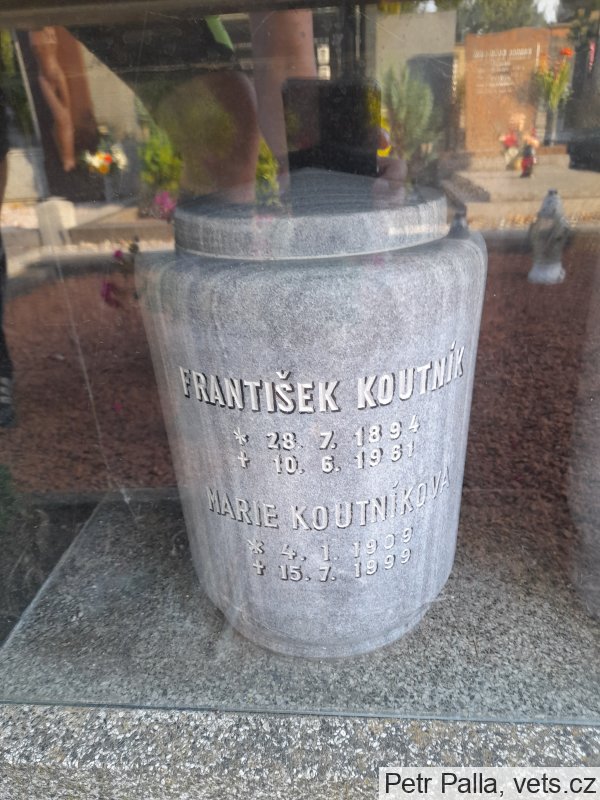 FRANTIŠEK KOUTNÍK
* 28. 7. 1894
✝ 10. 6. 1981
MARIE KOUTNÍKOVÁ
* 4. 1. 1909
✝ 15. 7. 1999
Petr Palla, vets.cz